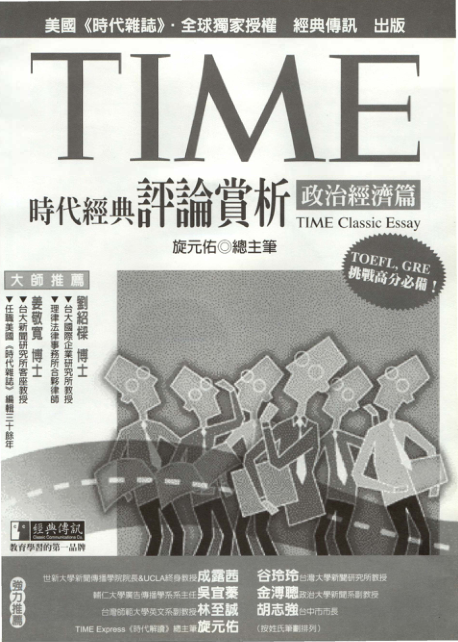 美國《時代雜誌》·全球獨家授權 經典傳訊 出版
TIME
時代經典評論賞析 政治經濟篇
TIME Classic Essay
旋元佑◎總主筆
TOEFL, GRE
挑戰高分必備！
大師推薦
劉紹樑 博士
▼台大國際企業研究所教授
▼理律法律事務所合夥律師
姜敬寬 博士
▼台大新聞研究所客座教授
▼任職美國《時代雜誌》編輯三十餘年
經典傳訊
Classic Communications Co.
教育學習的第一品牌
強力推薦
世新大學新聞傳播學院院長&UCLA終身教授 成露茜 谷玲玲 台灣大學新聞研究所教授
輔仁大學廣告傳播學系系主任 吳宜蓁 金溥聰 政治大學新聞系副教授
台灣師範大學英文系副教授 林至誠 胡志強 台中市市長
TIME Express《時代解讀》總主筆 旋元佑 (按姓氏筆劃排列)